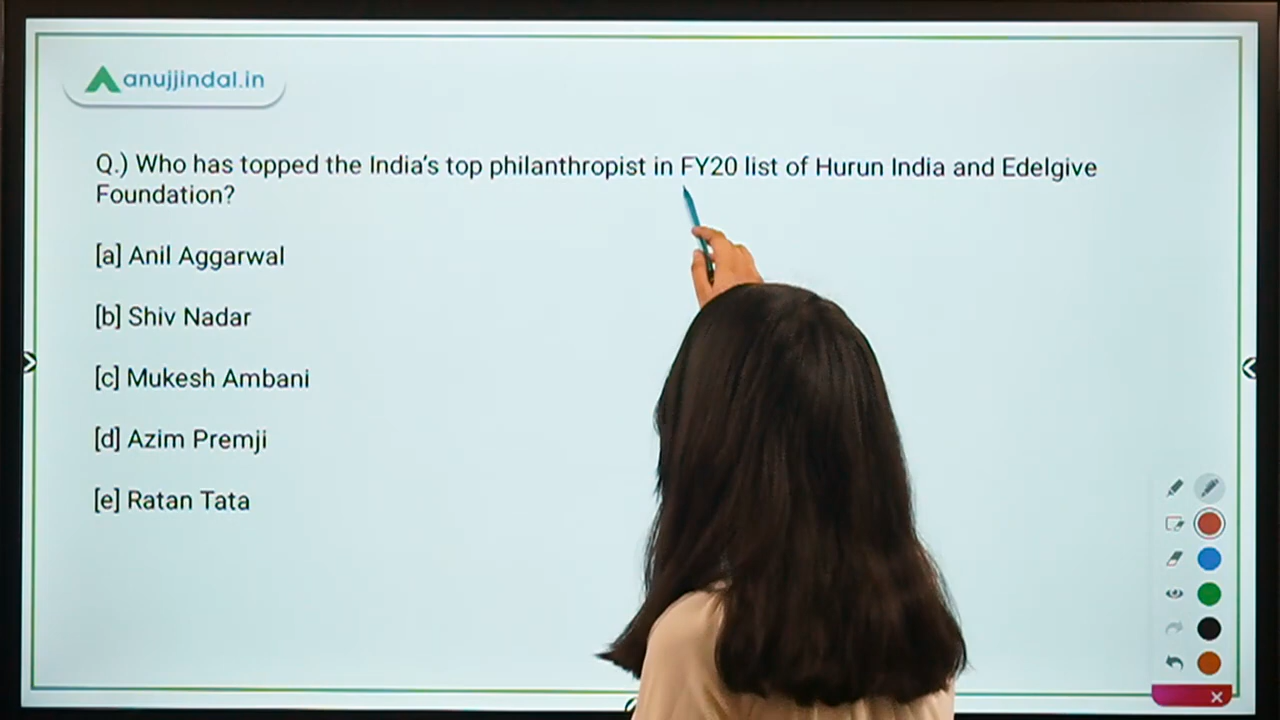 anujjindal.in
Q.) Who has topped the India's top philanthropist in FY20 list of Hurun India and Edelgive
Foundation?
[a] Anil Aggarwal
[b] Shiv Nadar
[c] Mukesh Ambani
[d] Azim Premji
[e] Ratan Tata